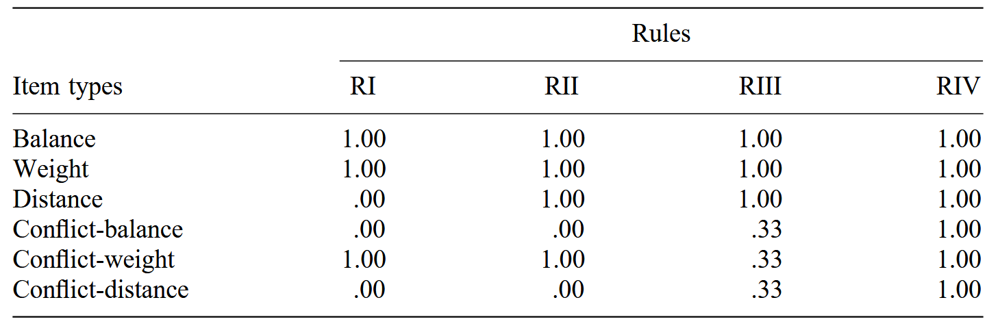 Rules
Item types RI RII RIII RIV
Balance 1.00 1.00 1.00 1.00
Weight 1.00 1.00 1.00 1.00
Distance .00 1.00 1.00 1.00
Conflict-balance .00 .00 .33 1.00
Conflict-weight 1.00 1.00 .33 1.00
Conflict-distance .00 .00 .33 1.00